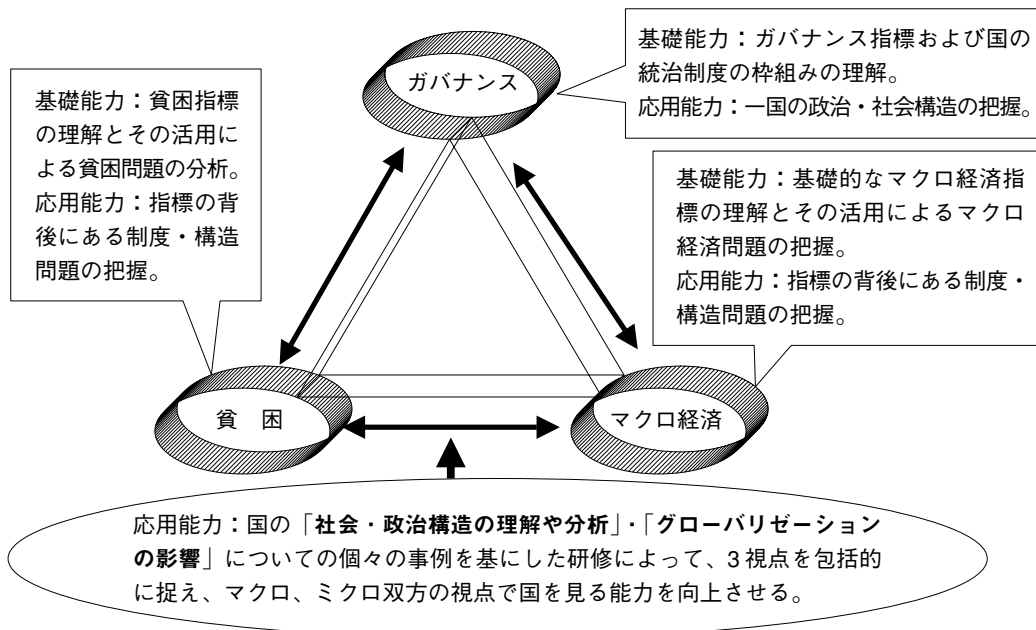 ガバナンス
基礎能力：ガバナンス指標および国の
統治制度の枠組みの理解。
応用能力：一国の政治・社会構造の把握。
基礎能力：貧困指標
の理解とその活用に
よる貧困問題の分析。
応用能力：指標の背
後にある制度・構造
問題の把握。
基礎能力：基礎的なマクロ経済指
標の理解とその活用によるマクロ
経済問題の把握。
応用能力：指標の背後にある制度・
構造問題の把握。
貧　困
マクロ経済
応用能力：国の「社会・政治構造の理解や分析」・「グローバリゼーション
の影響」についての個々の事例を基にした研修によって、3 視点を包括的
に捉え、マクロ、ミクロ双方の視点で国を見る能力を向上させる。